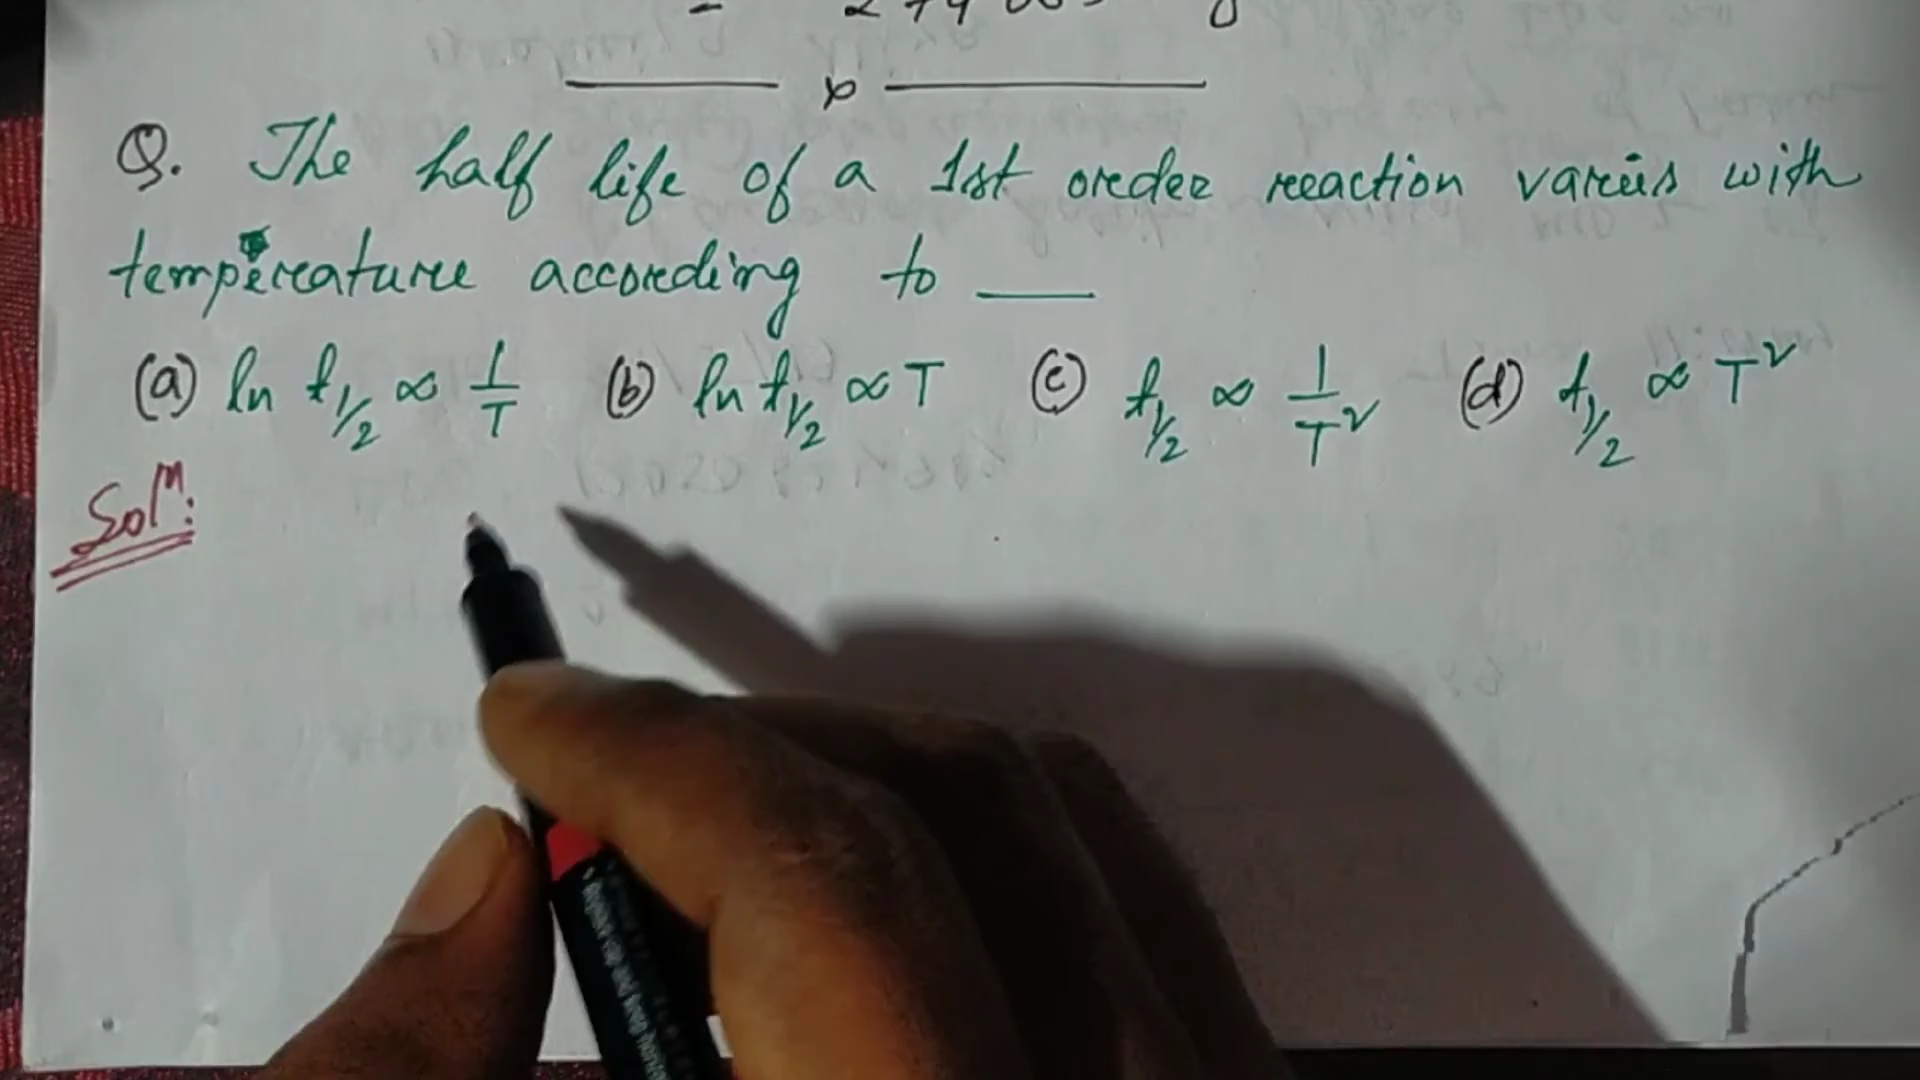 x
Q. The half life of a 1st order reaction varies with
temperature according to ___
(a) ln t1/2 ∝ 1/T (b) ln t1/2 ∝ T (c) t1/2 ∝ 1/T² (d) t1/2 ∝ T²
Solⁿ: